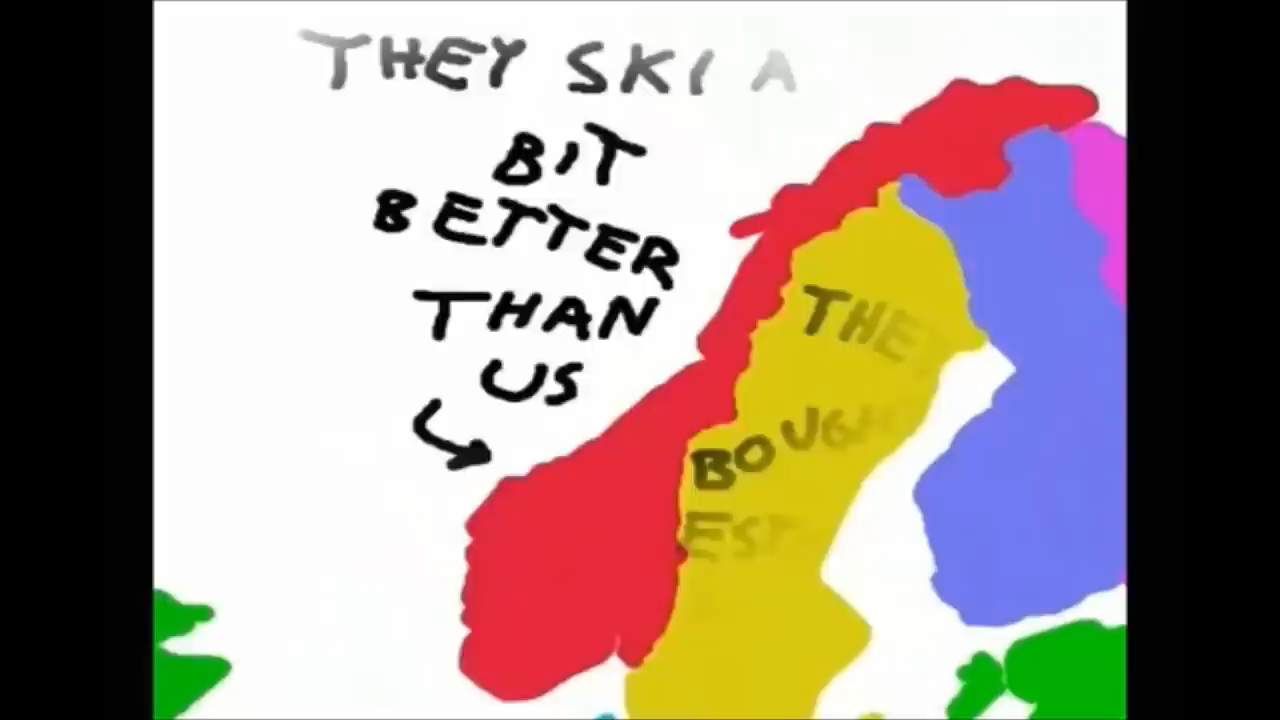 THEY SKI A
BIT
BETTER
THAN
US
THEY
BOUGHT